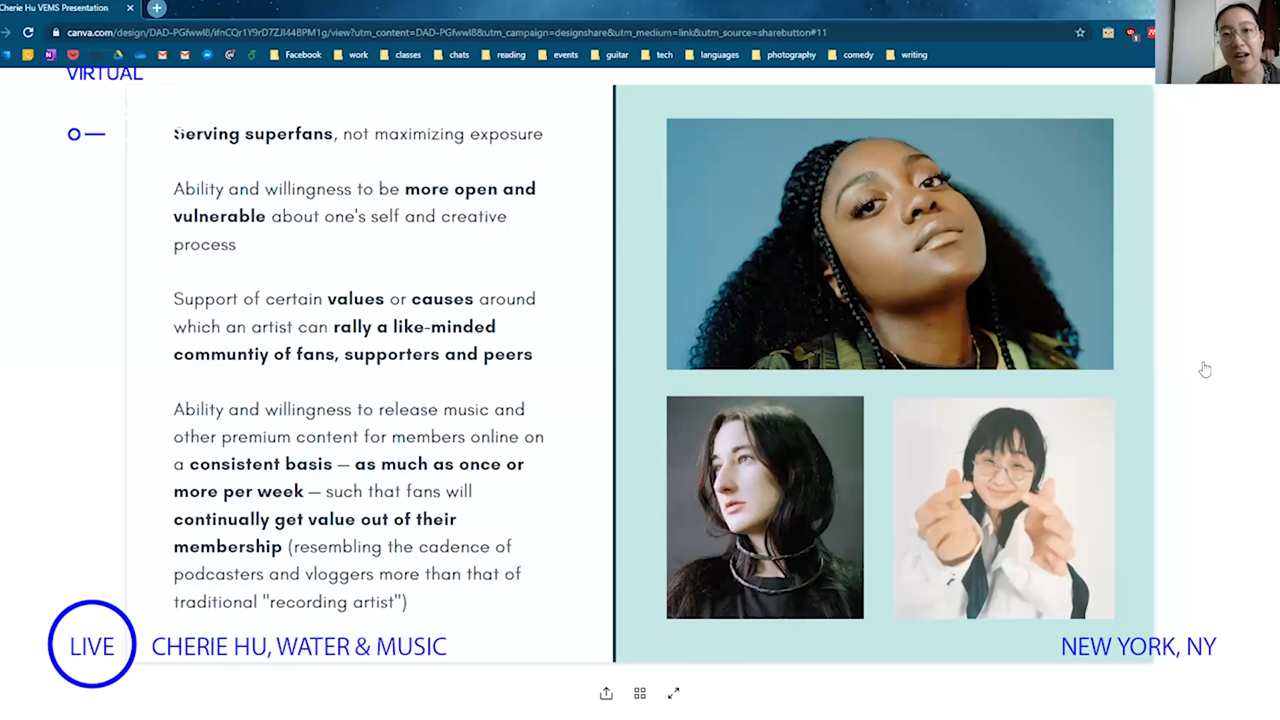 Cherie Hu VEMS Presentation
canva.com/design/DAD-PGfwwl8/ifnCQr1Y9rD7ZJl448PM1g/view?utm_content=DAD-PGfwwl8&utm_campaign=designshare&utm_medium=link&utm_source=sharebutton#11
Facebook work classes chats reading events guitar tech languages photography comedy writing
VIRTUAL
Serving superfans, not maximizing exposure
Ability and willingness to be more open and
vulnerable about one's self and creative
process
Support of certain values or causes around
which an artist can rally a like-minded
communtiy of fans, supporters and peers
Ability and willingness to release music and
other premium content for members online on
a consistent basis — as much as once or
more per week — such that fans will
continually get value out of their
membership (resembling the cadence of
podcasters and vloggers more than that of
traditional "recording artist")
LIVE CHERIE HU, WATER & MUSIC
NEW YORK, NY